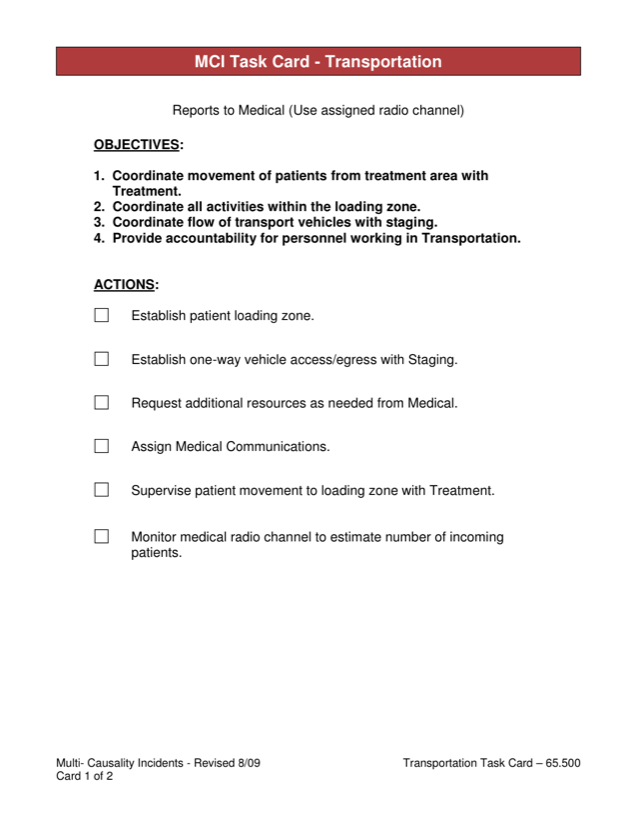 MCI Task Card - Transportation
Reports to Medical (Use assigned radio channel)
OBJECTIVES:
1. Coordinate movement of patients from treatment area with
Treatment.
2. Coordinate all activities within the loading zone.
3. Coordinate flow of transport vehicles with staging.
4. Provide accountability for personnel working in Transportation.
ACTIONS:
Establish patient loading zone.
Establish one-way vehicle access/egress with Staging.
Request additional resources as needed from Medical.
Assign Medical Communications.
Supervise patient movement to loading zone with Treatment.
Monitor medical radio channel to estimate number of incoming
patients.
Multi- Causality Incidents - Revised 8/09
Transportation Task Card – 65.500
Card 1 of 2